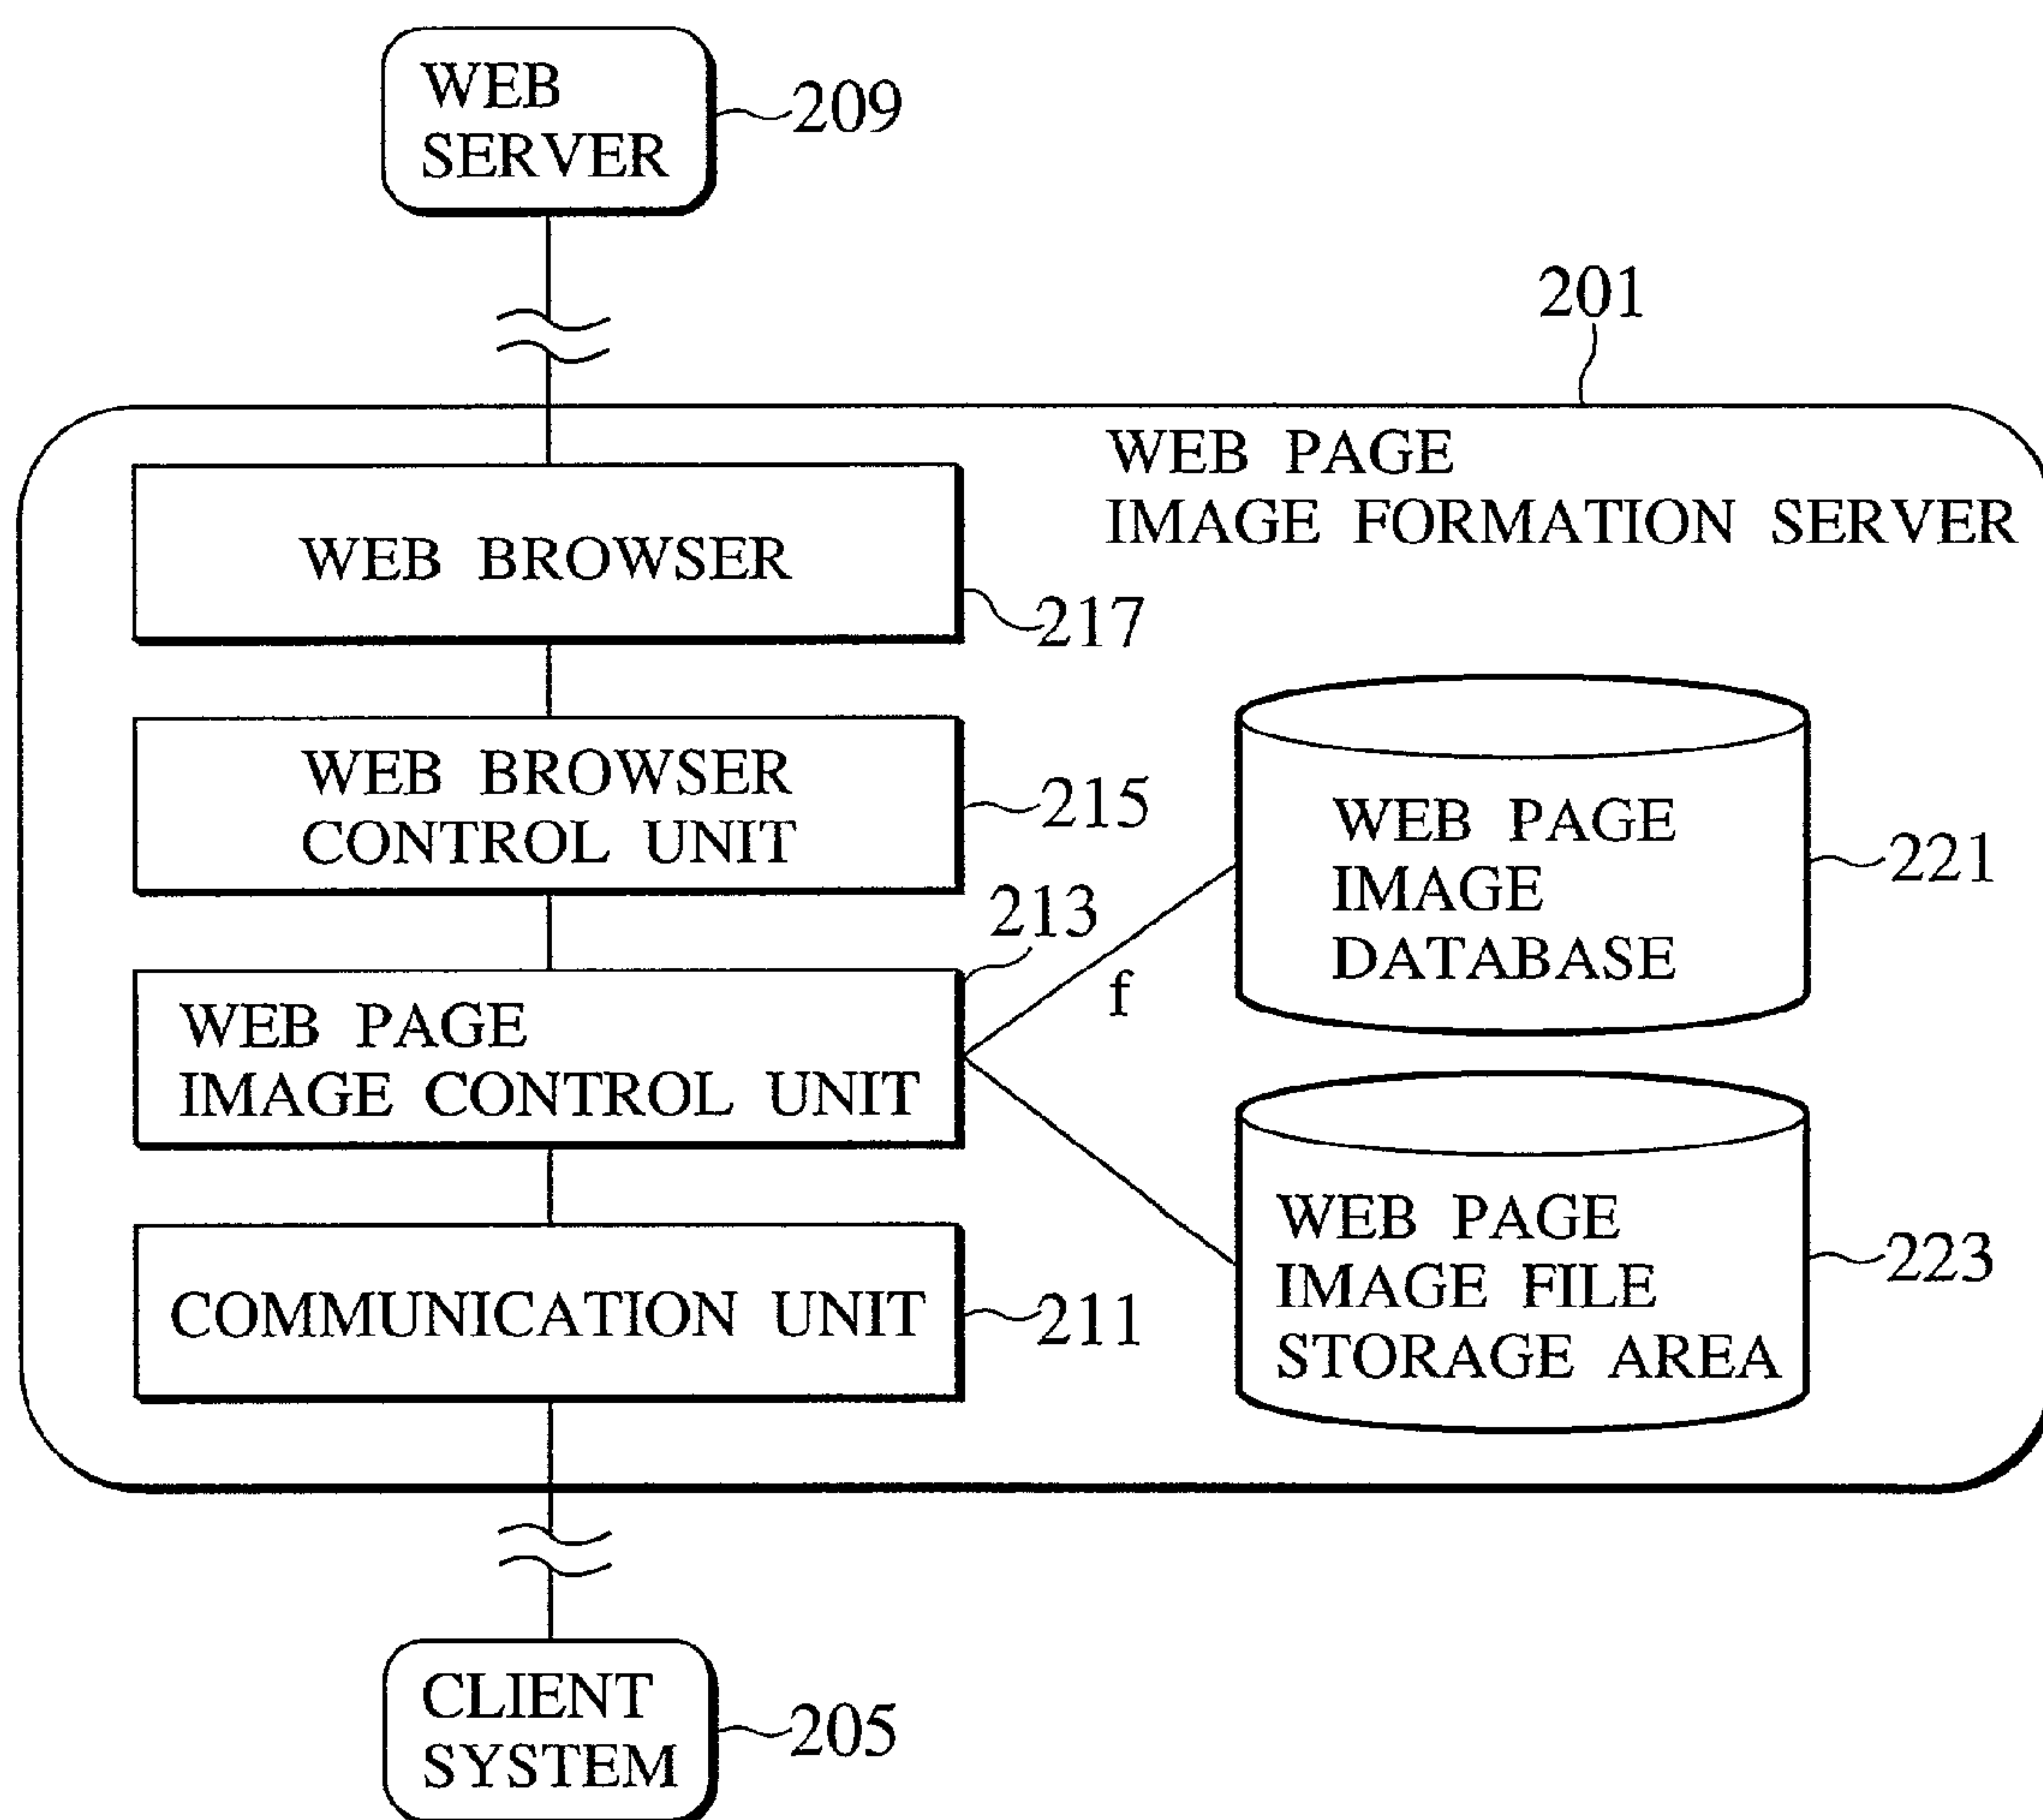 WEB
SERVER
209
201
WEB PAGE
IMAGE FORMATION SERVER
WEB BROWSER
217
WEB BROWSER
CONTROL UNIT
215
213
WEB PAGE
IMAGE CONTROL UNIT
f
WEB PAGE
IMAGE
DATABASE
221
COMMUNICATION UNIT
211
WEB PAGE
IMAGE FILE
STORAGE AREA
223
CLIENT
SYSTEM
205